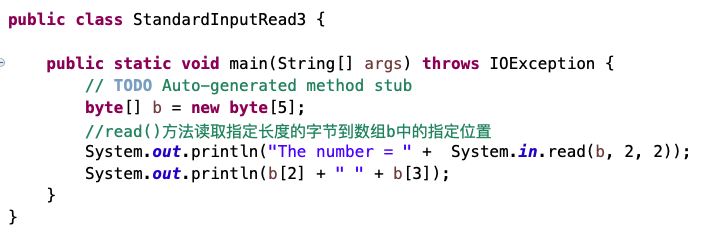 public class StandardInputRead3 {
public static void main(String[] args) throws IOException {
// TODO Auto-generated method stub
byte[] b = new byte[5];
//read()方法读取指定长度的字节到数组b中的指定位置
System.out.println("The number = " +  System.in.read(b, 2, 2));
System.out.println(b[2] + " " + b[3]);
}
}